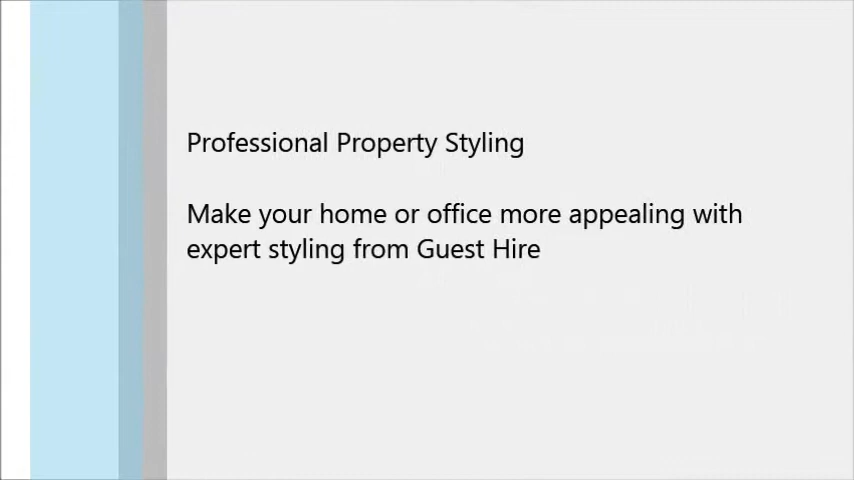 Professional Property Styling
Make your home or office more appealing with
expert styling from Guest Hire